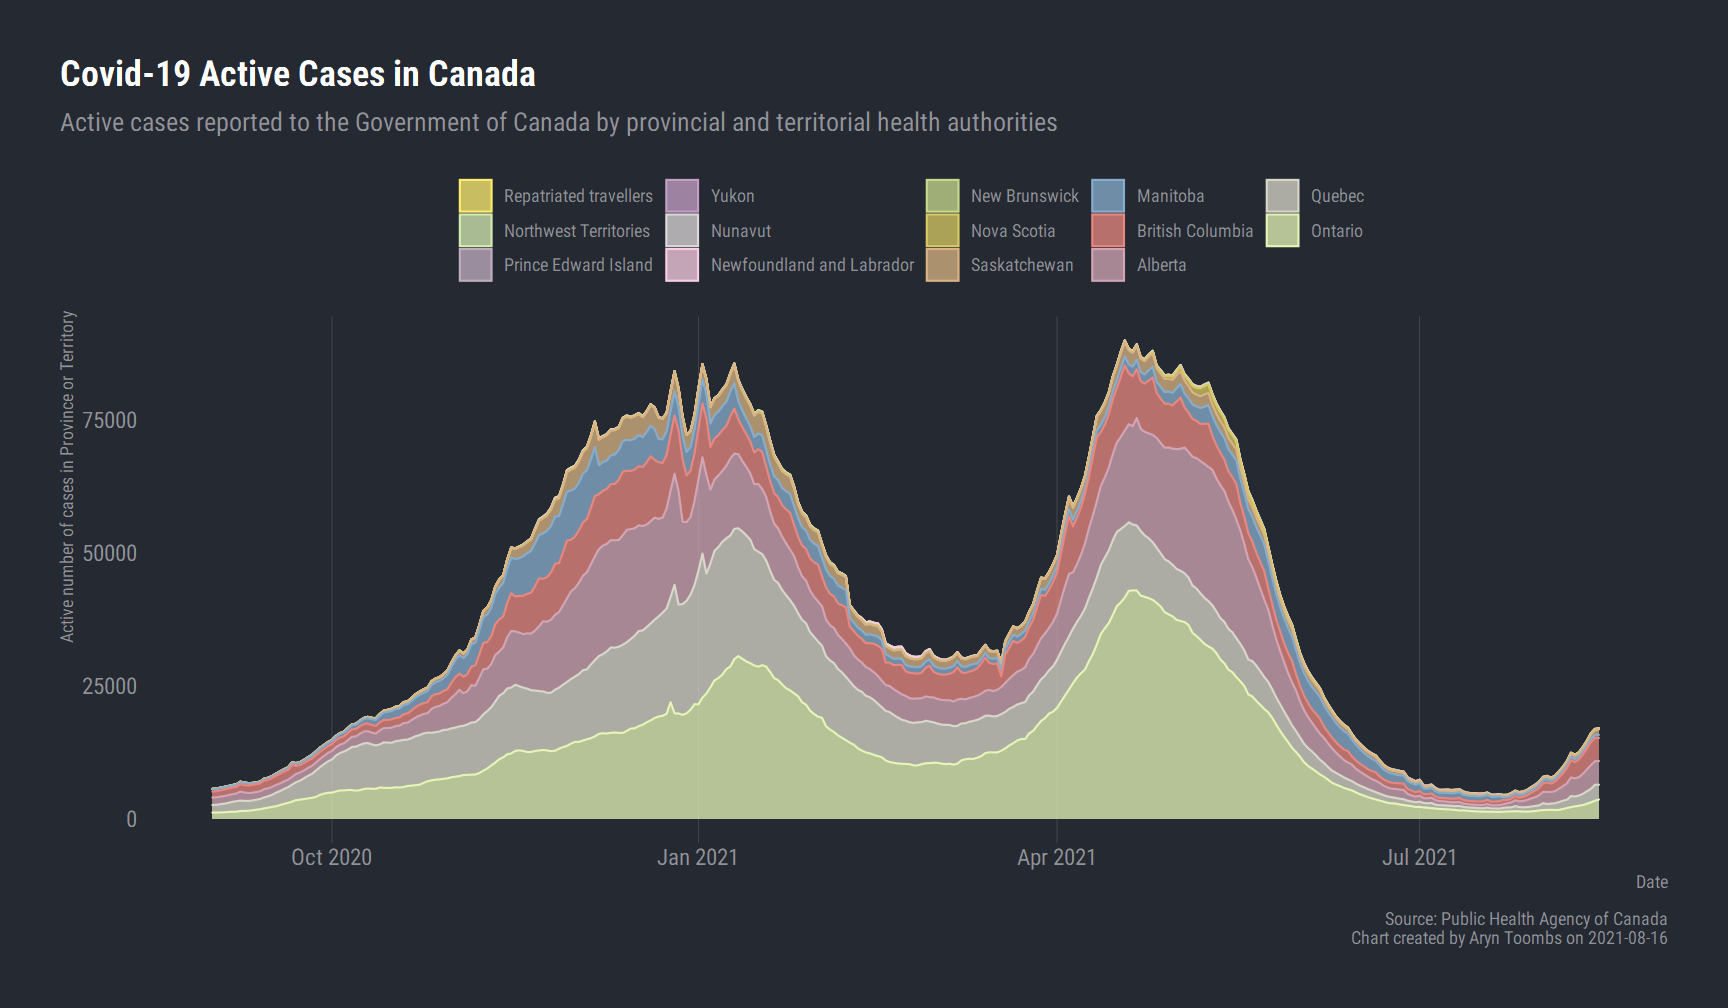 Covid-19 Active Cases in Canada
Active cases reported to the Government of Canada by provincial and territorial health authorities
Repatriated travellers Yukon New Brunswick Manitoba Quebec
Northwest Territories Nunavut Nova Scotia British Columbia Ontario
Prince Edward Island Newfoundland and Labrador Saskatchewan Alberta
Active number of cases in Province or Territory
75000
50000
25000
0
Oct 2020 Jan 2021 Apr 2021 Jul 2021
Date
Source: Public Health Agency of Canada
Chart created by Aryn Toombs on 2021-08-16